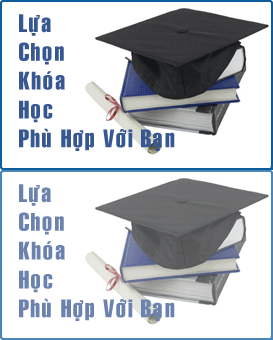 Lựa
Chọn
Khóa
Học
Phù Hợp Với Bạn
Lựa
Chọn
Khóa
Học
Phù Hợp Với Bạn